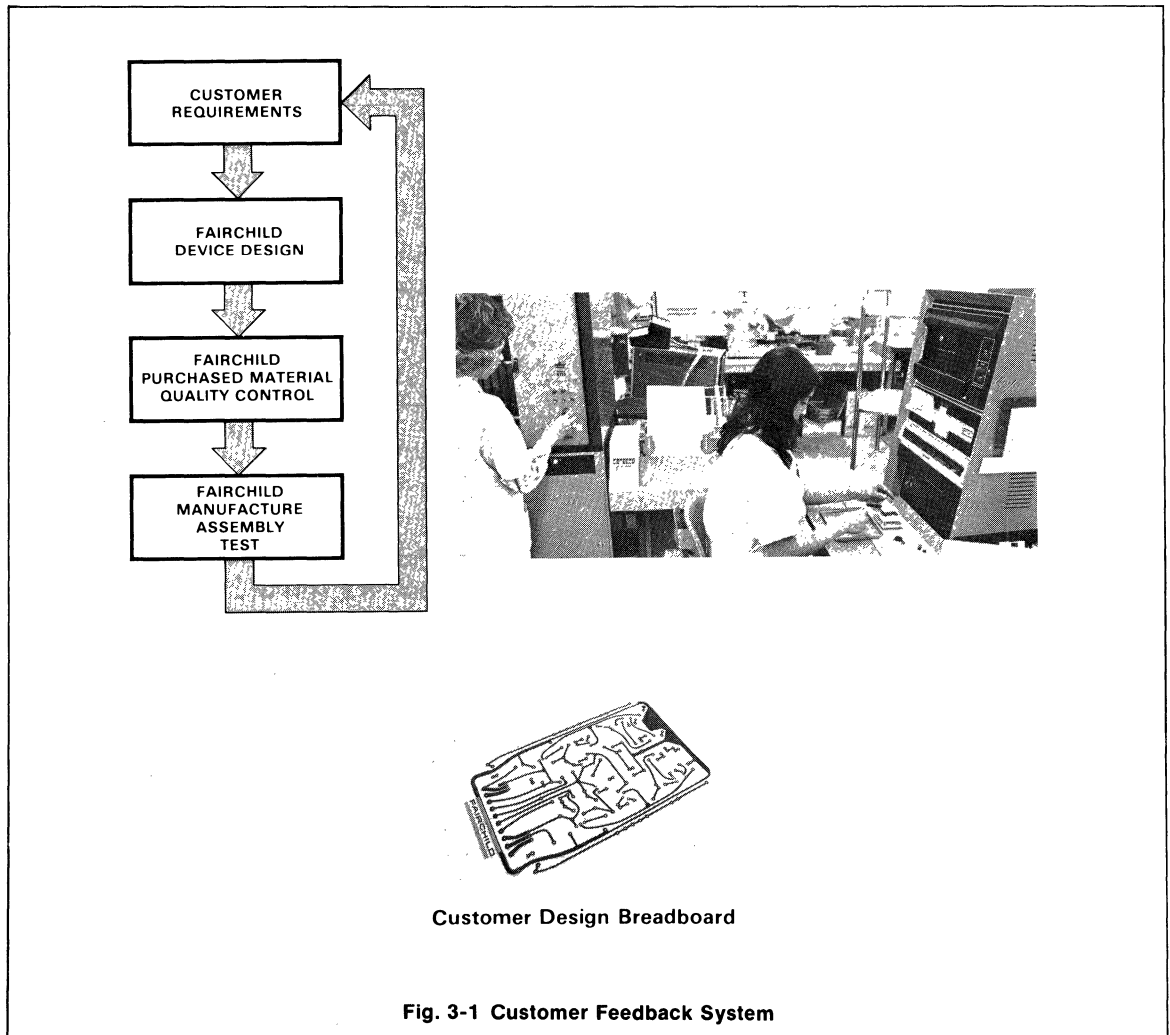 CUSTOMER
REQUIREMENTS
FAIRCHILD
DEVICE DESIGN
FAIRCHILD
PURCHASED MATERIAL
QUALITY CONTROL
FAIRCHILD
MANUFACTURE
ASSEMBLY
TEST
FAIRCHILD
Customer Design Breadboard
Fig. 3-1 Customer Feedback System